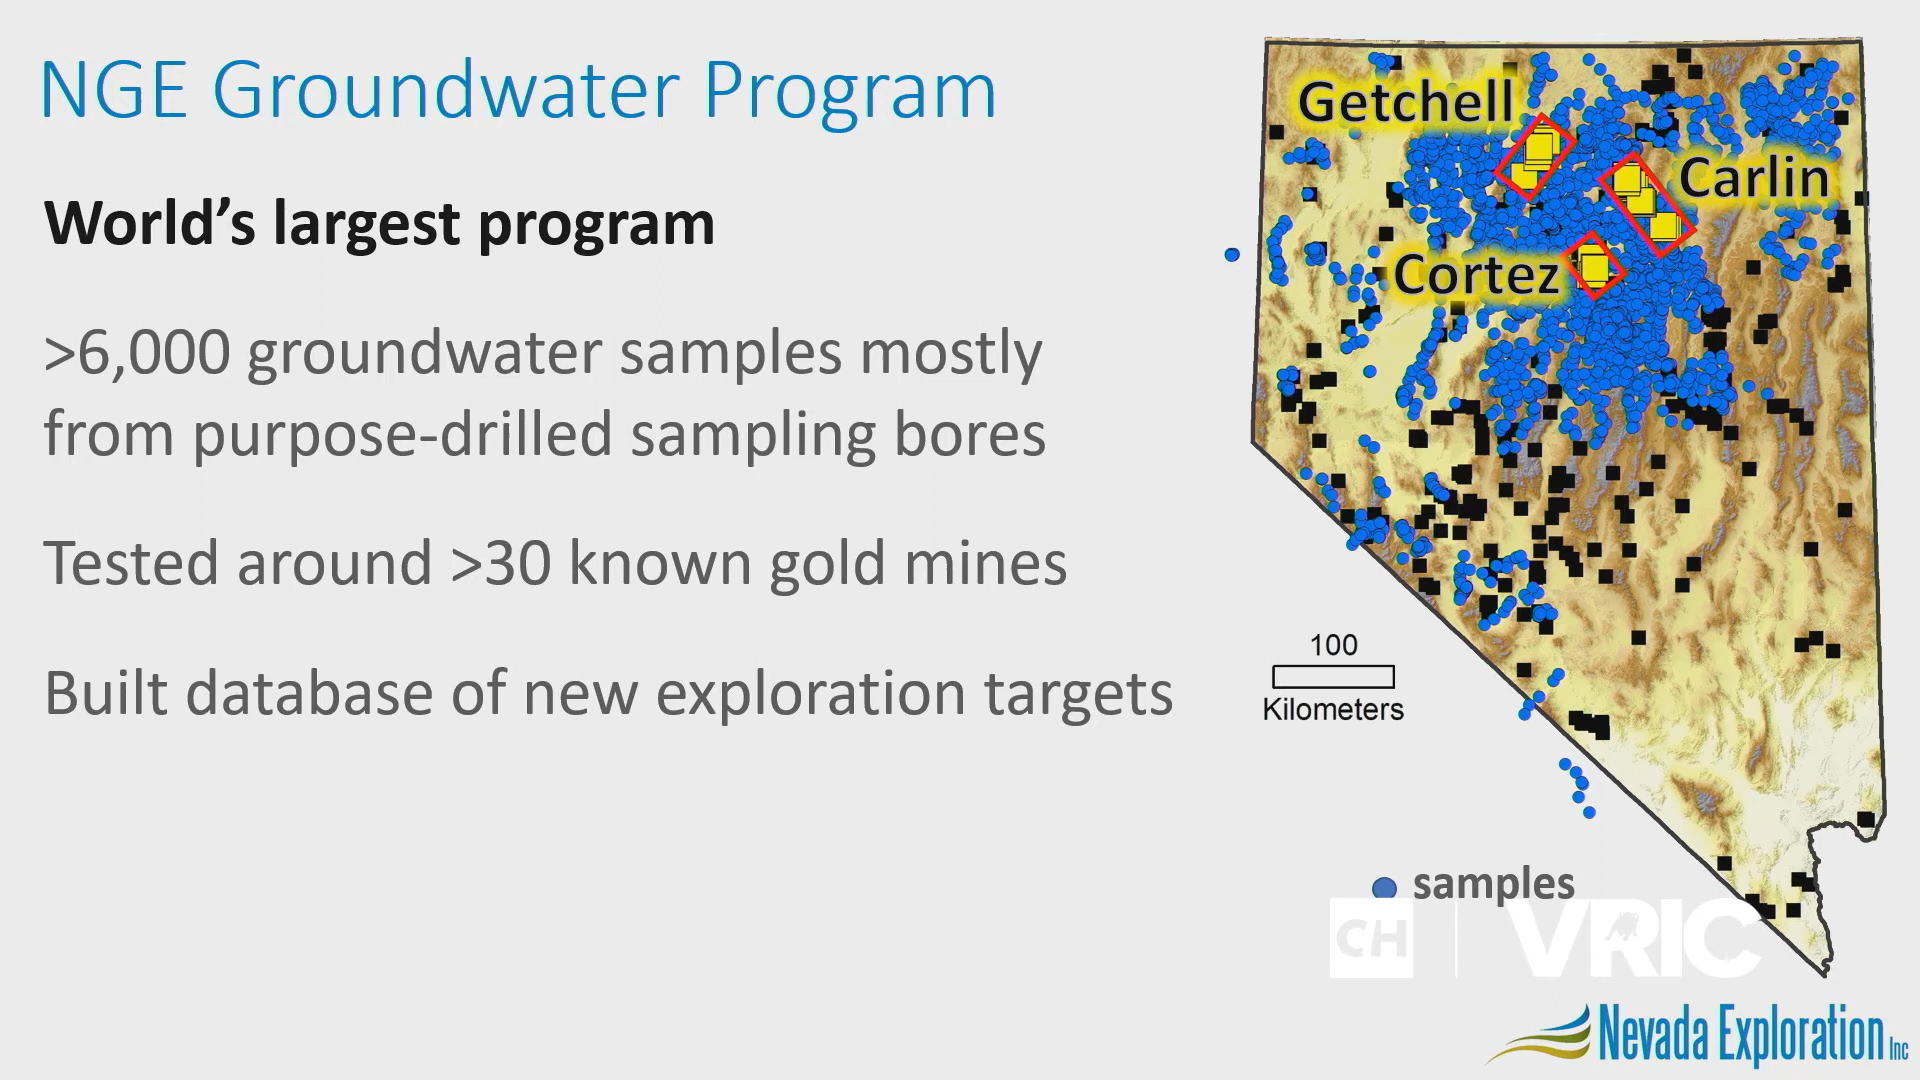 NGE Groundwater Program
World's largest program
>6,000 groundwater samples mostly
from purpose-drilled sampling bores
Tested around >30 known gold mines
Built database of new exploration targets
Getchell
Carlin
Cortez
100
Kilometers
samples
CH
VRIC
Nevada Exploration Inc